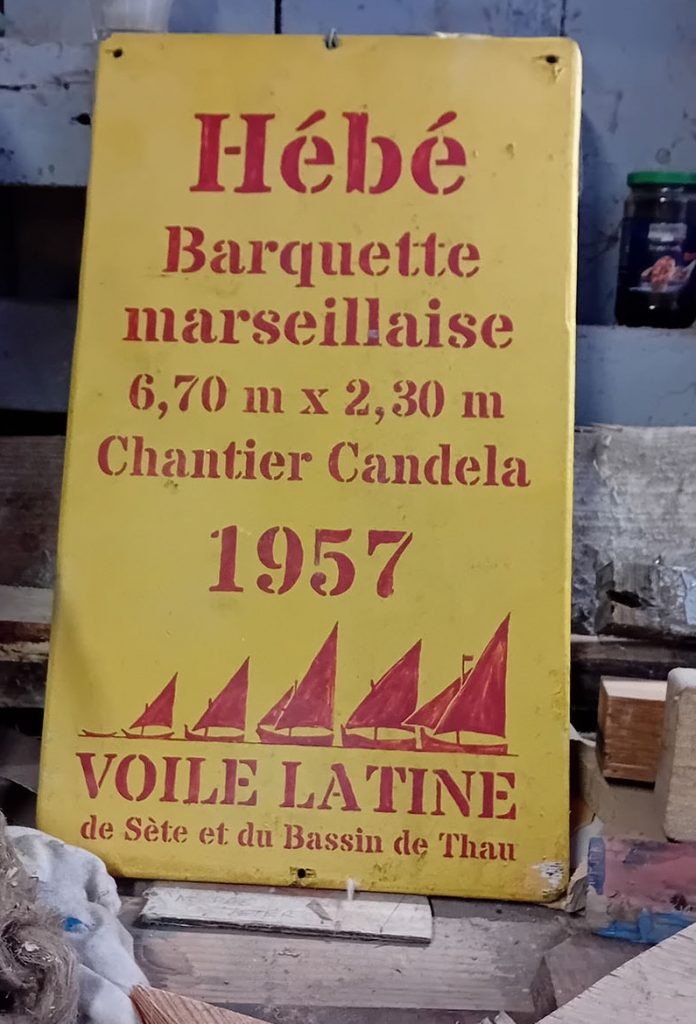 Hébé
Barquette
marseillaise
6,70 m x 2,30 m
Chantier Candela
1957
VOILE LATINE
de Sète et du Bassin de Thau